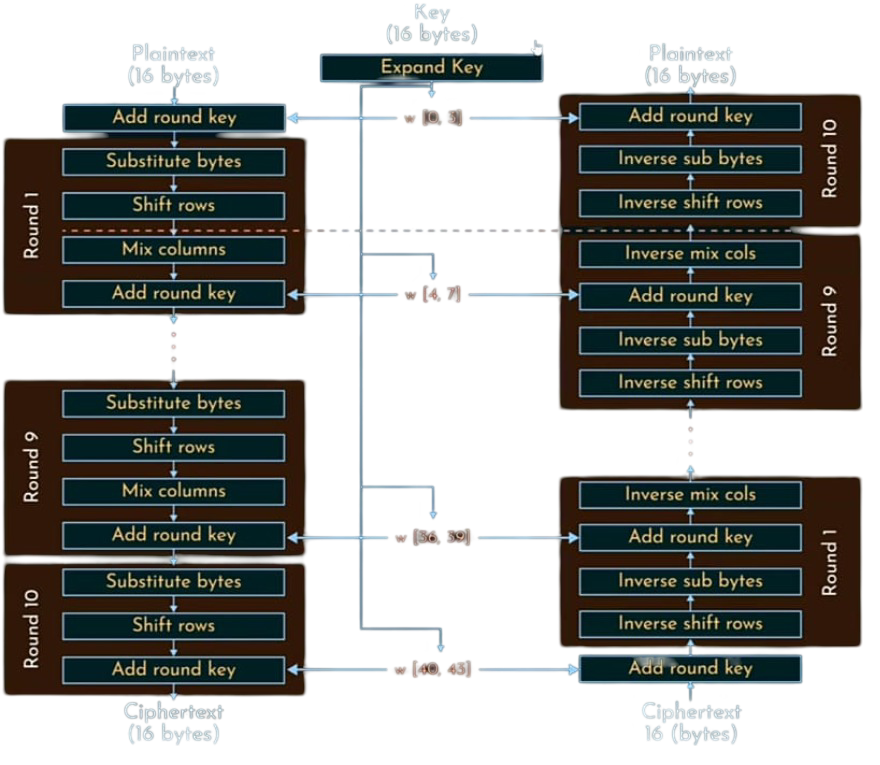 Key
(16 bytes)
Expand Key
Plaintext
(16 bytes)
Add round key
Round 1
Substitute bytes
Shift rows
Mix columns
Add round key
Round 9
Substitute bytes
Shift rows
Mix columns
Add round key
Round 10
Substitute bytes
Shift rows
Add round key
Ciphertext
(16 bytes)
w [0, 3]
w [4, 7]
w [36, 39]
w [40, 43]
Plaintext
(16 bytes)
Add round key
Inverse sub bytes
Inverse shift rows
Round 10
Inverse mix cols
Add round key
Inverse sub bytes
Inverse shift rows
Round 9
Inverse mix cols
Add round key
Inverse sub bytes
Inverse shift rows
Round 1
Add round key
Ciphertext
16 (bytes)